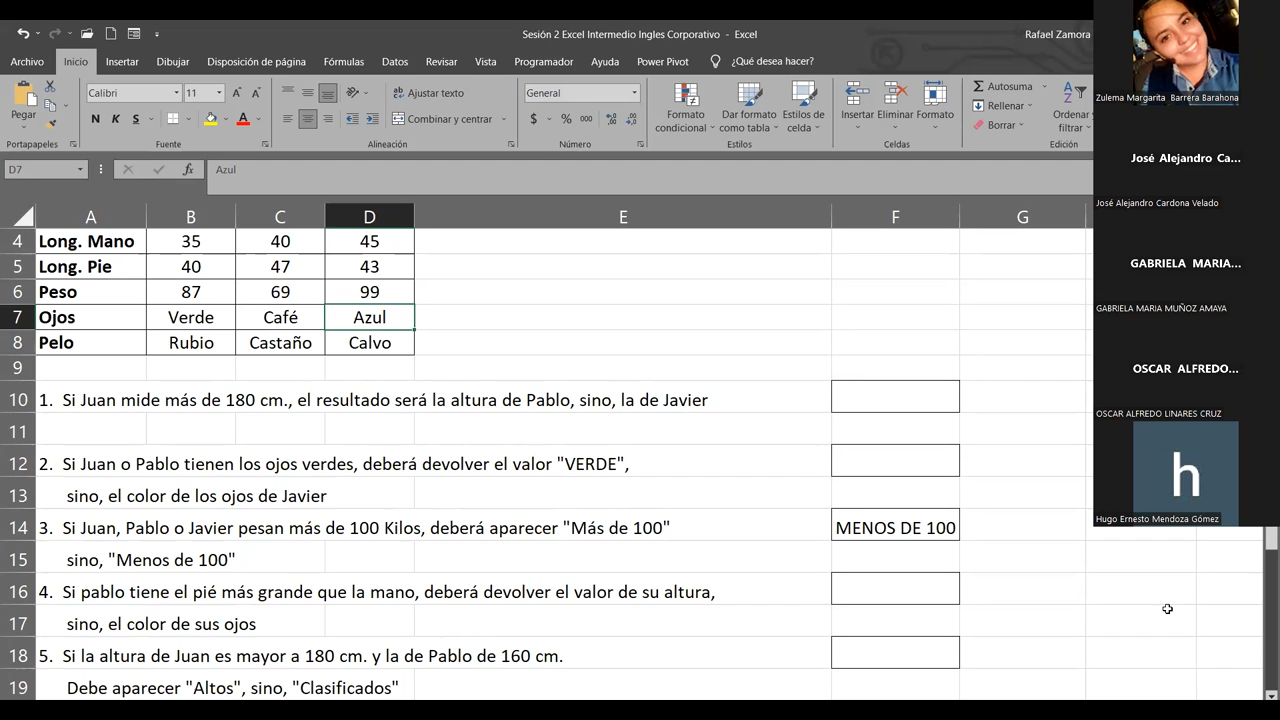 Sesión 2 Excel Intermedio Ingles Corporativo - Excel
Rafael Zamora
Archivo Inicio Insertar Dibujar Disposición de página Fórmulas Datos Revisar Vista Programador Ayuda Power Pivot ¿Qué desea hacer?
Pegar
Calibri 11
N K S
Ajustar texto
Combinar y centrar
General
$ % 000
Formato condicional
Dar formato como tabla
Estilos de celda
Insertar Eliminar Formato
Autosuma
Rellenar
Borrar
Ordenar y filtrar
Portapapeles Fuente Alineación Número Estilos Celdas
D7 fx Azul
A B C D E F G
4 Long. Mano 35 40 45
5 Long. Pie 40 47 43
6 Peso 87 69 99
7 Ojos Verde Café Azul
8 Pelo Rubio Castaño Calvo
9
10 1. Si Juan mide más de 180 cm., el resultado será la altura de Pablo, sino, la de Javier
11
12 2. Si Juan o Pablo tienen los ojos verdes, deberá devolver el valor "VERDE",
13 sino, el color de los ojos de Javier
14 3. Si Juan, Pablo o Javier pesan más de 100 Kilos, deberá aparecer "Más de 100" MENOS DE 100
15 sino, "Menos de 100"
16 4. Si pablo tiene el pié más grande que la mano, deberá devolver el valor de su altura,
17 sino, el color de sus ojos
18 5. Si la altura de Juan es mayor a 180 cm. y la de Pablo de 160 cm.
19 Debe aparecer "Altos", sino, "Clasificados"
Zulema Margarita Barrera Barahona
José Alejandro Ca...
José Alejandro Cardona Velado
GABRIELA MARIA...
GABRIELA MARIA MUÑOZ AMAYA
OSCAR ALFREDO...
OSCAR ALFREDO LINARES CRUZ
h
Hugo Ernesto Mendoza Gómez